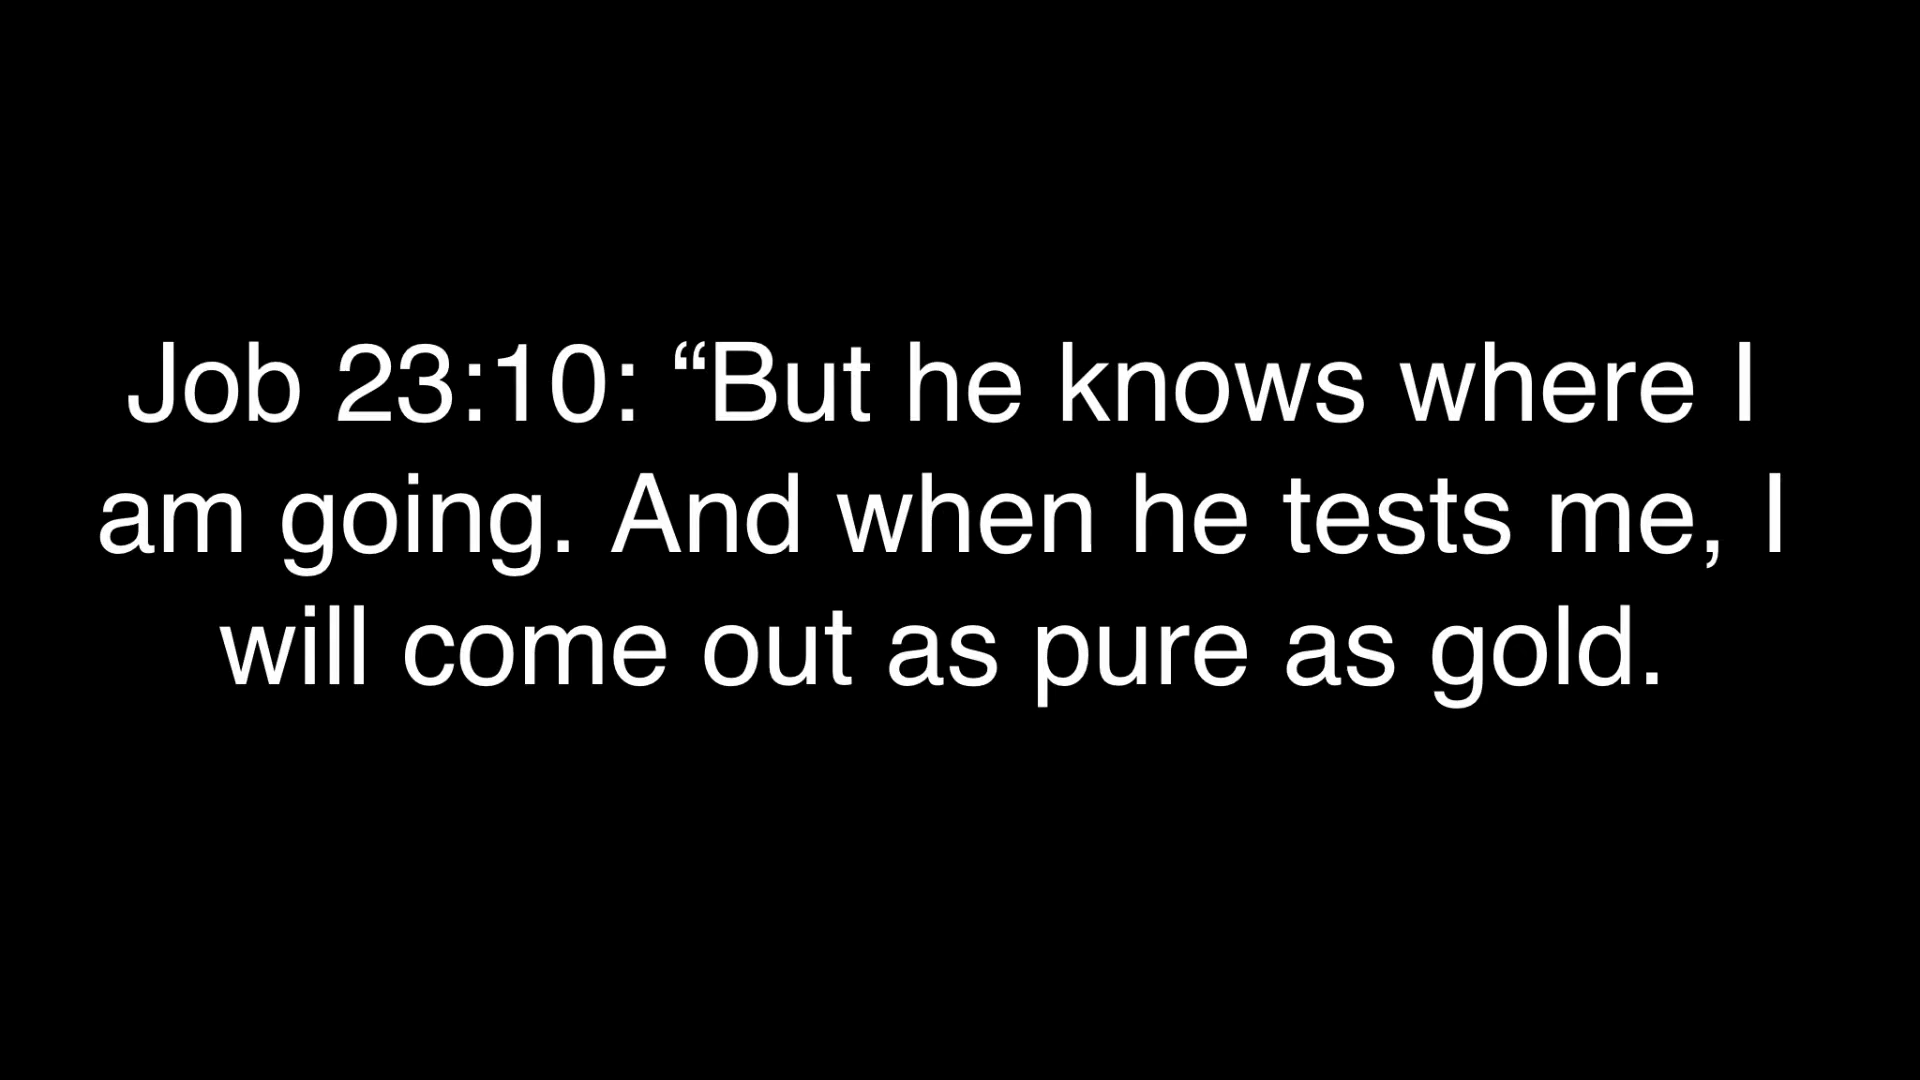 Job 23:10: “But he knows where I
am going. And when he tests me, I
will come out as pure as gold.